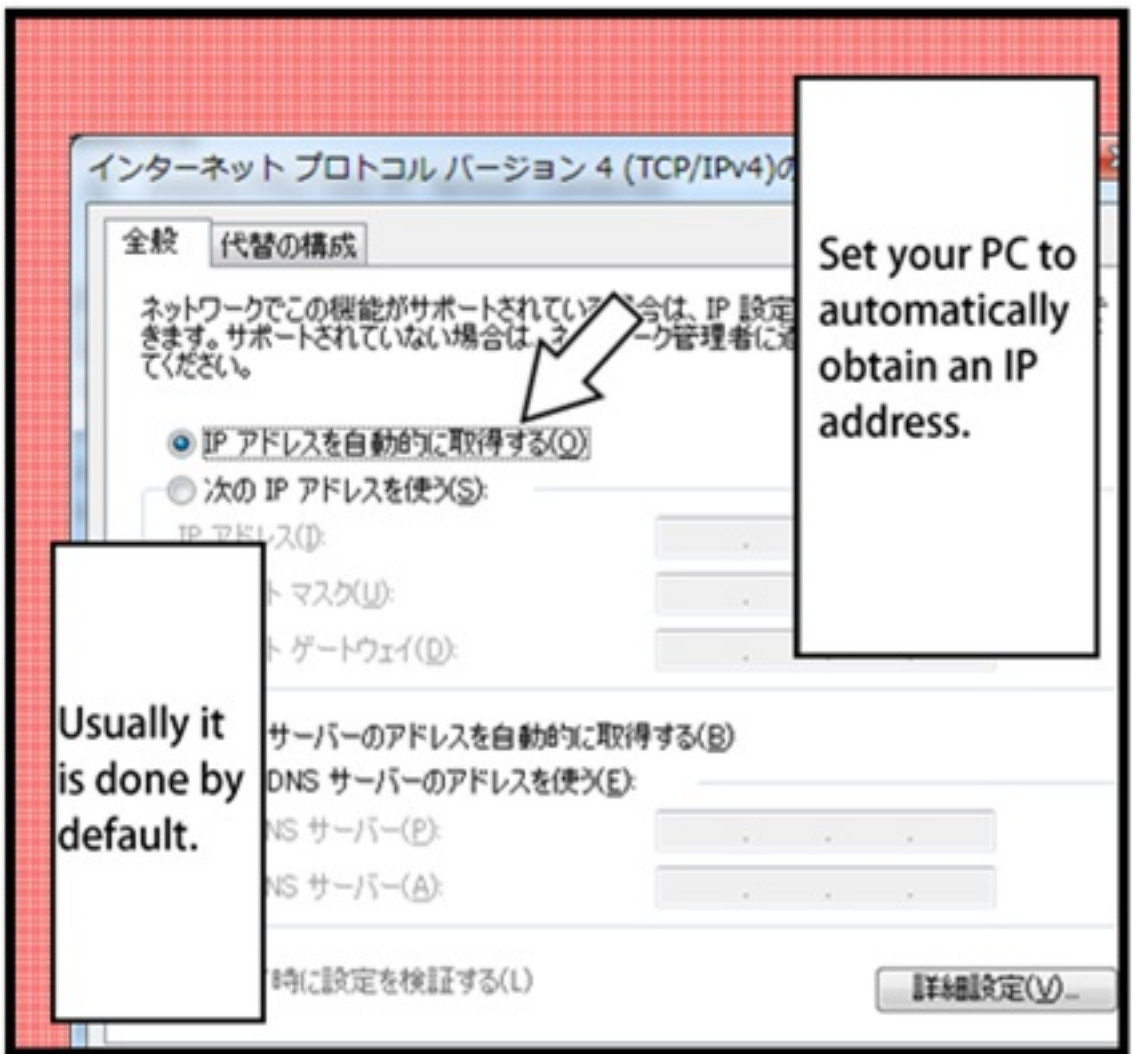 インターネット プロトコル バージョン 4 (TCP/IPv4)の
全般
代替の構成
ネットワークでこの機能がサポートされている 合は、IP 設定
きます。サポートされていない場合は、ネ ーク管理者に
てください。
IP アドレスを自動的に取得する(O)
次の IP アドレスを使う(S):
IP アドレス(I):
ト マスク(U):
ト ゲートウェイ(D):
サーバーのアドレスを自動的に取得する(B)
DNS サーバーのアドレスを使う(E):
NS サーバー(P):
NS サーバー(A):
時に設定を検証する(L)
詳細設定(V)...
Set your PC to
automatically
obtain an IP
address.
Usually it
is done by
default.